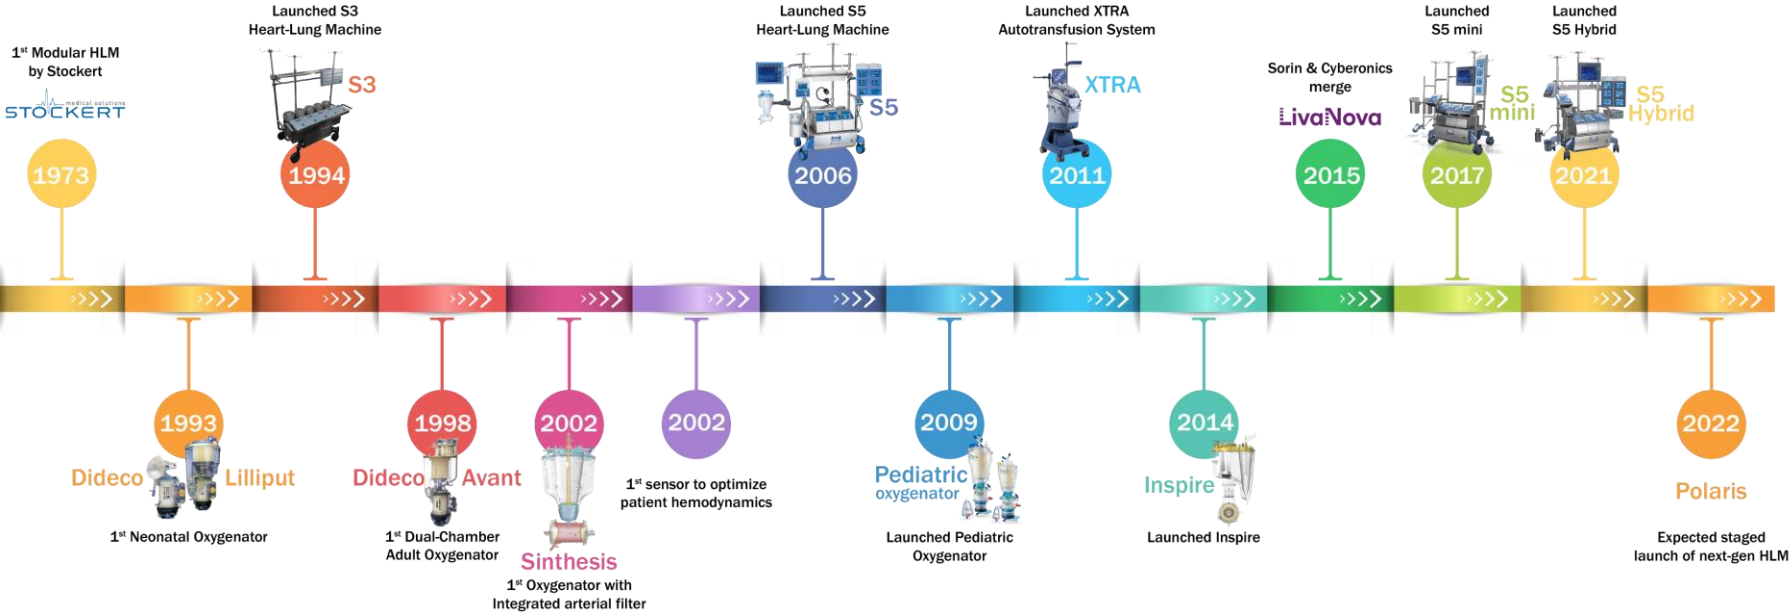 1st Modular HLM
by Stockert
medical solutions
STOCKERT
1973
Launched S3
Heart-Lung Machine
S3
1994
Launched S5
Heart-Lung Machine
S5
2006
Launched XTRA
Autotransfusion System
XTRA
2011
Sorin & Cyberonics
merge
LivaNova
2015
Launched
S5 mini
S5
mini
2017
Launched
S5 Hybrid
S5
Hybrid
2021
1993
Dideco Lilliput
1st Neonatal Oxygenator
1998
Dideco Avant
1st Dual-Chamber
Adult Oxygenator
2002
Sinthesis
1st Oxygenator with
Integrated arterial filter
2002
1st sensor to optimize
patient hemodynamics
2009
Pediatric
oxygenator
Launched Pediatric
Oxygenator
2014
Inspire
Launched Inspire
2022
Polaris
Expected staged
launch of next-gen HLM